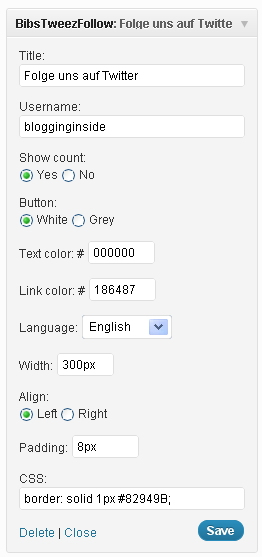 BibsTweezFollow: Folge uns auf Twitte
Title:
Folge uns auf Twitter
Username:
blogginginside
Show count:
Yes No
Button:
White Grey
Text color: # 000000
Link color: # 186487
Language: English
Width: 300px
Align:
Left Right
Padding: 8px
CSS:
border: solid 1px #82949B;
Delete | Close Save